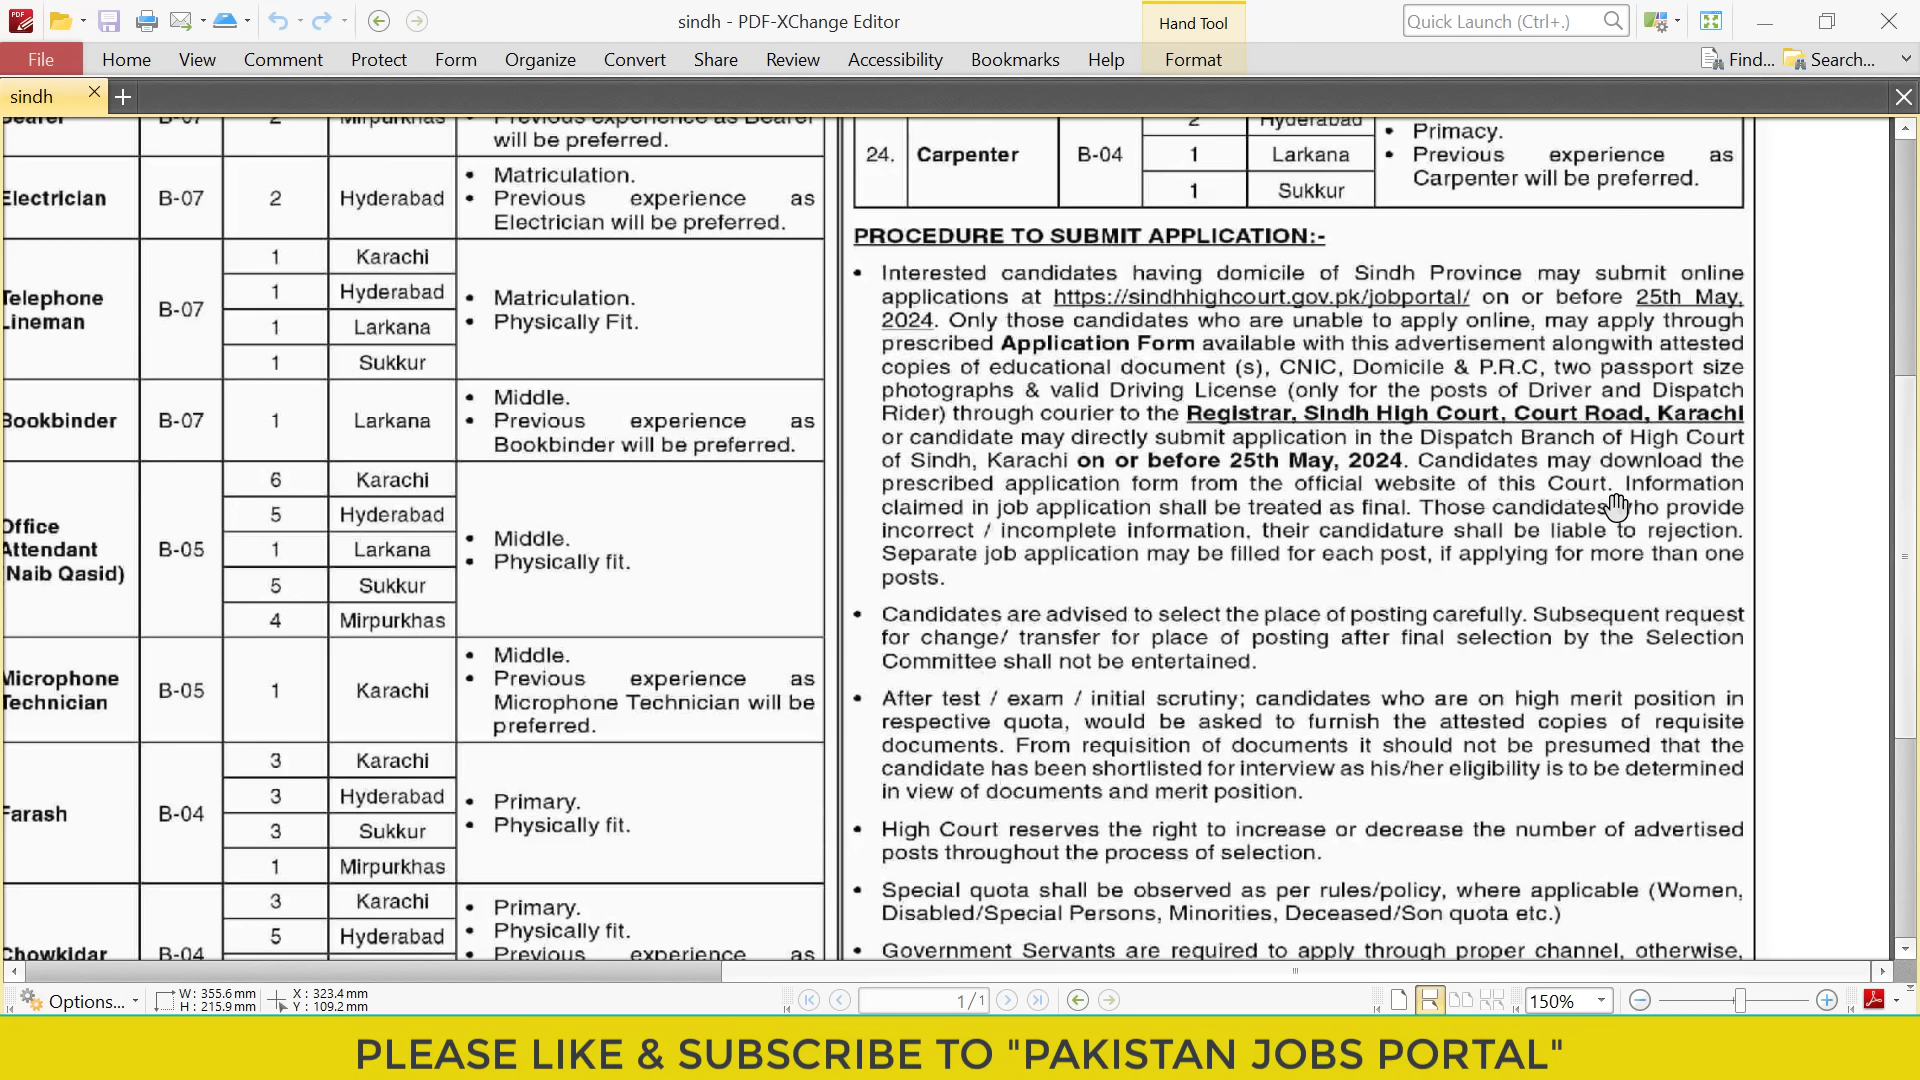 sindh - PDF-XChange Editor
Hand Tool
Quick Launch (Ctrl+.)
File Home View Comment Protect Form Organize Convert Share Review Accessibility Bookmarks Help Format
Find... Search...
sindh
Bearer B-07 2 Mirpurkhas • Previous experience as Bearer
will be preferred.
Electrician B-07 2 Hyderabad
• Matriculation.
• Previous experience as
Electrician will be preferred.
Telephone
Lineman
B-07
1 Karachi
1 Hyderabad
1 Larkana
1 Sukkur
• Matriculation.
• Physically Fit.
Bookbinder B-07 1 Larkana
• Middle.
• Previous experience as
Bookbinder will be preferred.
Office
Attendant
(Naib Qasid)
B-05
6 Karachi
5 Hyderabad
1 Larkana
5 Sukkur
4 Mirpurkhas
• Middle.
• Physically fit.
Microphone
Technician
B-05 1 Karachi
• Middle.
• Previous experience as
Microphone Technician will be
preferred.
Farash B-04
3 Karachi
3 Hyderabad
3 Sukkur
1 Mirpurkhas
• Primary.
• Physically fit.
Chowkidar B-04
3 Karachi
5 Hyderabad
• Primary.
• Physically fit.
Previous experience as
24. Carpenter B-04
2 Hyderabad
1 Larkana
1 Sukkur
• Primacy.
• Previous experience as
Carpenter will be preferred.
PROCEDURE TO SUBMIT APPLICATION:-
• Interested candidates having domicile of Sindh Province may submit online
applications at https://sindhhighcourt.gov.pk/jobportal/ on or before 25th May,
2024. Only those candidates who are unable to apply online, may apply through
prescribed Application Form available with this advertisement alongwith attested
copies of educational document (s), CNIC, Domicile & P.R.C, two passport size
photographs & valid Driving License (only for the posts of Driver and Dispatch
Rider) through courier to the Registrar, Sindh High Court, Court Road, Karachi
or candidate may directly submit application in the Dispatch Branch of High Court
of Sindh, Karachi on or before 25th May, 2024. Candidates may download the
prescribed application form from the official website of this Court. Information
claimed in job application shall be treated as final. Those candidates who provide
incorrect / incomplete information, their candidature shall be liable to rejection.
Separate job application may be filled for each post, if applying for more than one
posts.
• Candidates are advised to select the place of posting carefully. Subsequent request
for change/ transfer for place of posting after final selection by the Selection
Committee shall not be entertained.
• After test / exam / initial scrutiny; candidates who are on high merit position in
respective quota, would be asked to furnish the attested copies of requisite
documents. From requisition of documents it should not be presumed that the
candidate has been shortlisted for interview as his/her eligibility is to be determined
in view of documents and merit position.
• High Court reserves the right to increase or decrease the number of advertised
posts throughout the process of selection.
• Special quota shall be observed as per rules/policy, where applicable (Women,
Disabled/Special Persons, Minorities, Deceased/Son quota etc.)
• Government Servants are required to apply through proper channel, otherwise,
Options...
W: 355.6 mm
H: 215.9 mm
X: 323.4 mm
Y: 109.2 mm
1 / 1
150%
PLEASE LIKE & SUBSCRIBE TO "PAKISTAN JOBS PORTAL"